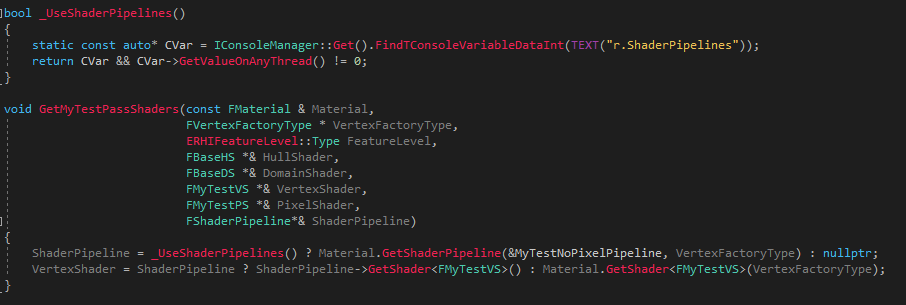 bool _UseShaderPipelines()
{
    static const auto* CVar = IConsoleManager::Get().FindTConsoleVariableDataInt(TEXT("r.ShaderPipelines"));
    return CVar && CVar->GetValueOnAnyThread() != 0;
}

void GetMyTestPassShaders(const FMaterial & Material,
                          FVertexFactoryType * VertexFactoryType,
                          ERHIFeatureLevel::Type FeatureLevel,
                          FBaseHS *& HullShader,
                          FBaseDS *& DomainShader,
                          FMyTestVS *& VertexShader,
                          FMyTestPS *& PixelShader,
                          FShaderPipeline*& ShaderPipeline)
{
    ShaderPipeline = _UseShaderPipelines() ? Material.GetShaderPipeline(&MyTestNoPixelPipeline, VertexFactoryType) : nullptr;
    VertexShader = ShaderPipeline ? ShaderPipeline->GetShader<FMyTestVS>() : Material.GetShader<FMyTestVS>(VertexFactoryType);
}